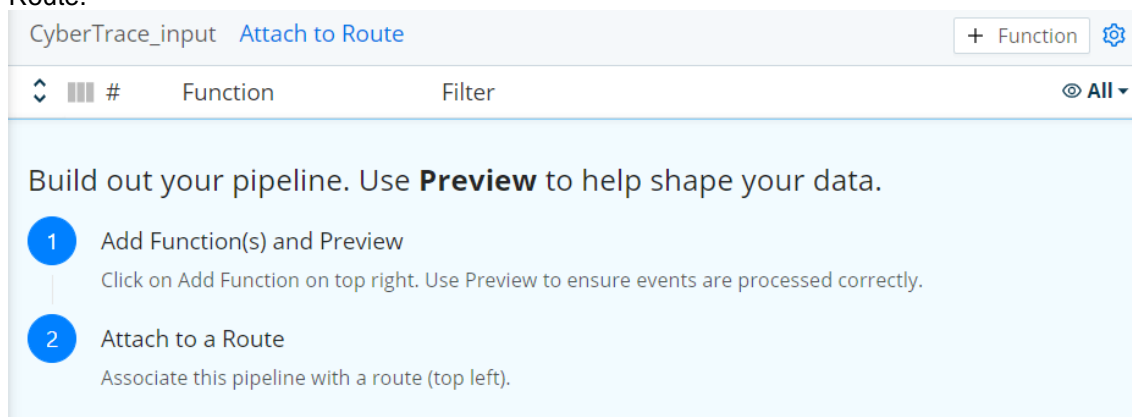 Route.
CyberTrace_input Attach to Route + Function
# Function Filter All
Build out your pipeline. Use Preview to help shape your data.
1 Add Function(s) and Preview
Click on Add Function on top right. Use Preview to ensure events are processed correctly.
2 Attach to a Route
Associate this pipeline with a route (top left).